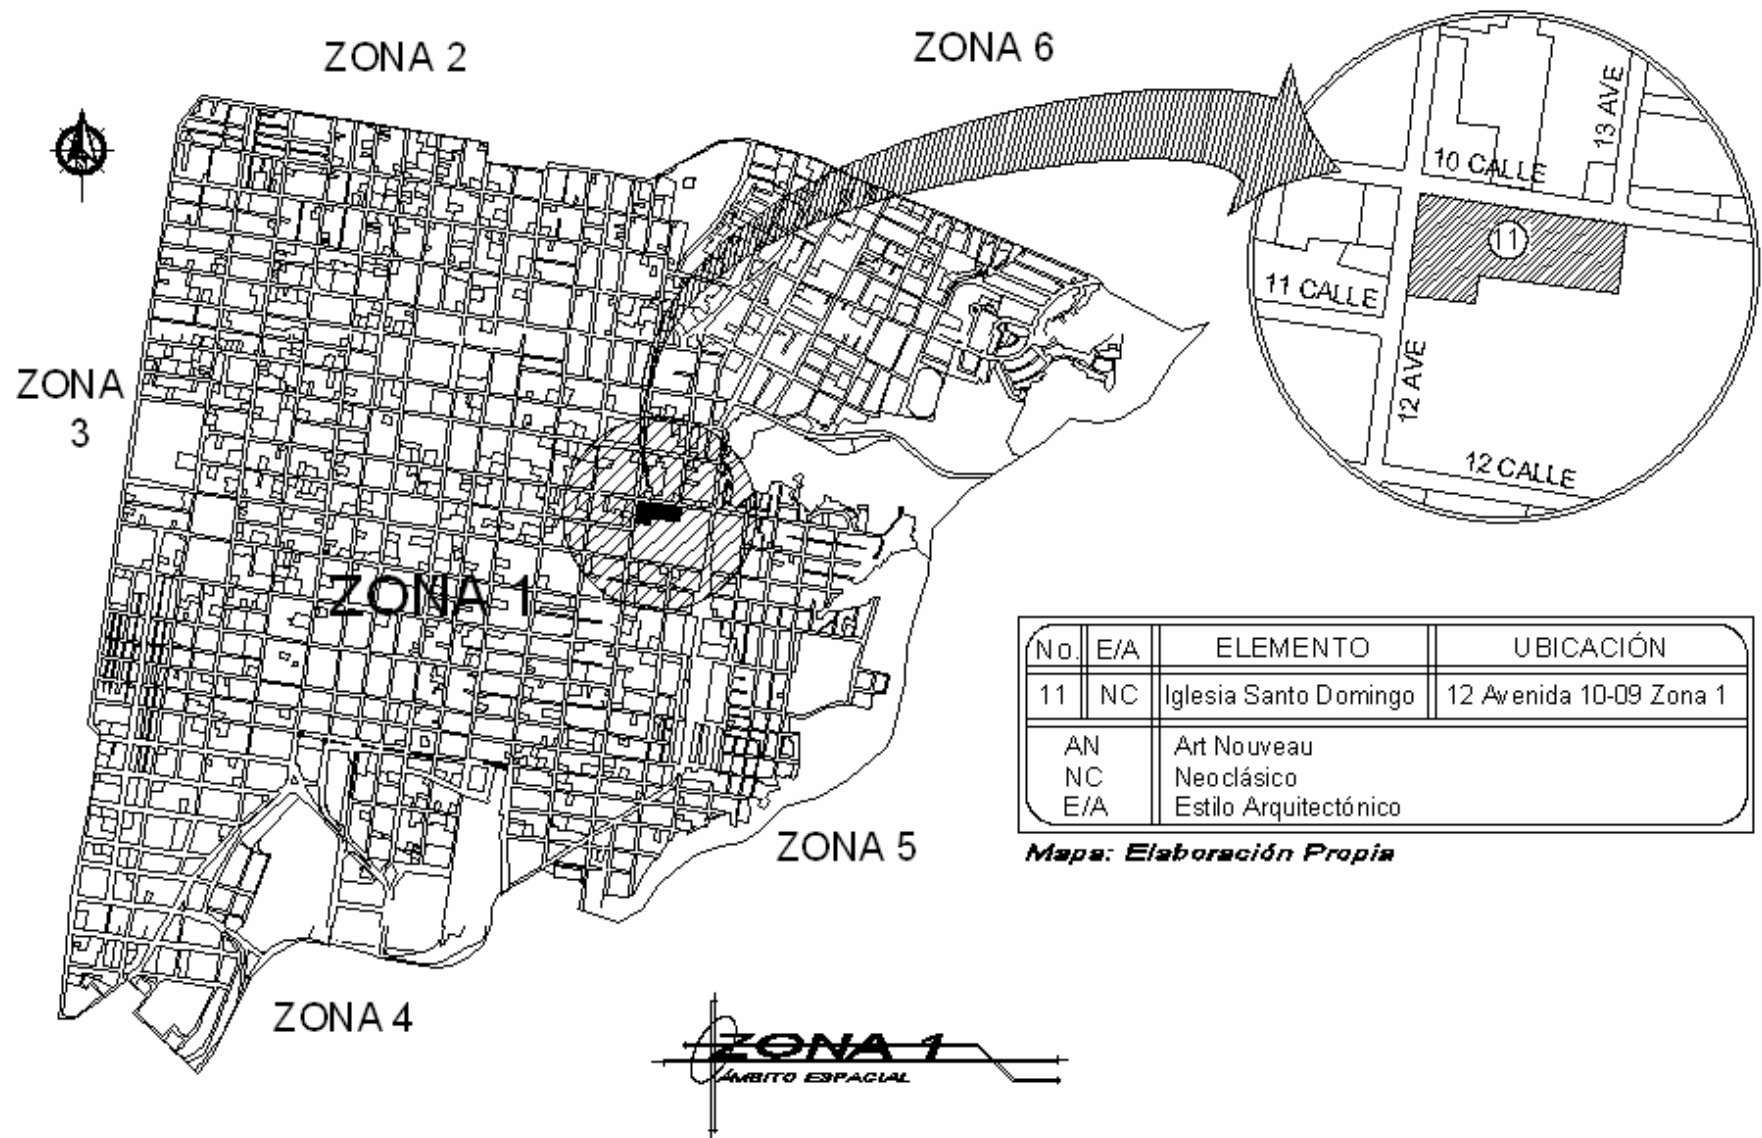 ZONA 2
ZONA 6
ZONA
3
ZONA 1
ZONA 5
ZONA 4
13 AVE
10 CALLE
11
11 CALLE
12 AVE
12 CALLE
No. E/A ELEMENTO UBICACIÓN
11 NC Iglesia Santo Domingo 12 Avenida 10-09 Zona 1
AN Art Nouveau
NC Neoclásico
E/A Estilo Arquitectónico
Mapa: Elaboración Propia
ZONA 1
ÁMBITO ESPACIAL